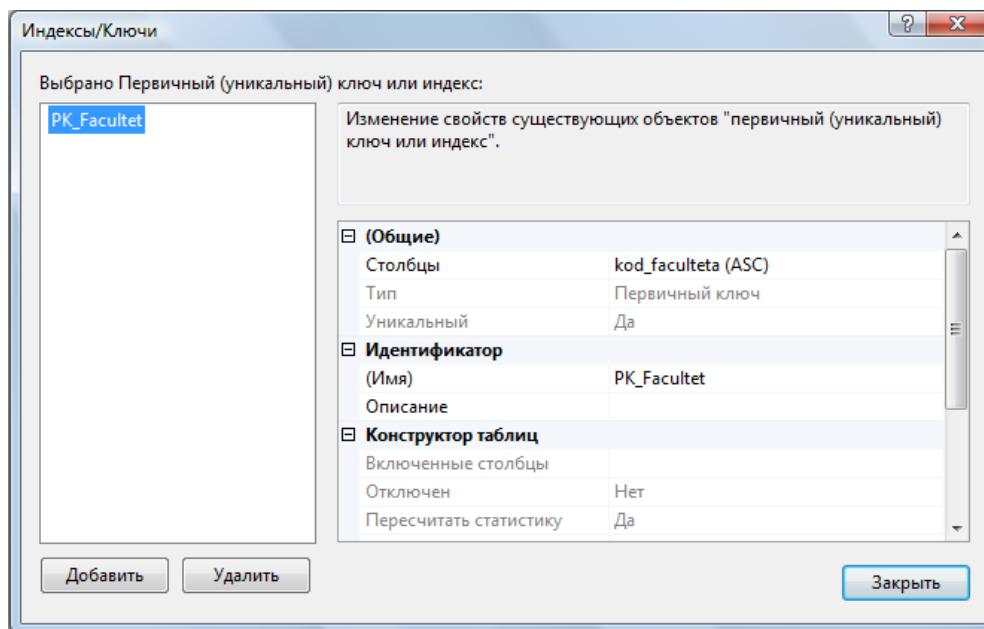 Индексы/Ключи
Выбрано Первичный (уникальный) ключ или индекс:
PK_Facultet
Изменение свойств существующих объектов "первичный (уникальный)
ключ или индекс".
(Общие)
Столбцы kod_faculteta (ASC)
Тип Первичный ключ
Уникальный Да
Идентификатор
(Имя) PK_Facultet
Описание
Конструктор таблиц
Включенные столбцы
Отключен Нет
Пересчитать статистику Да
Добавить Удалить
Закрыть